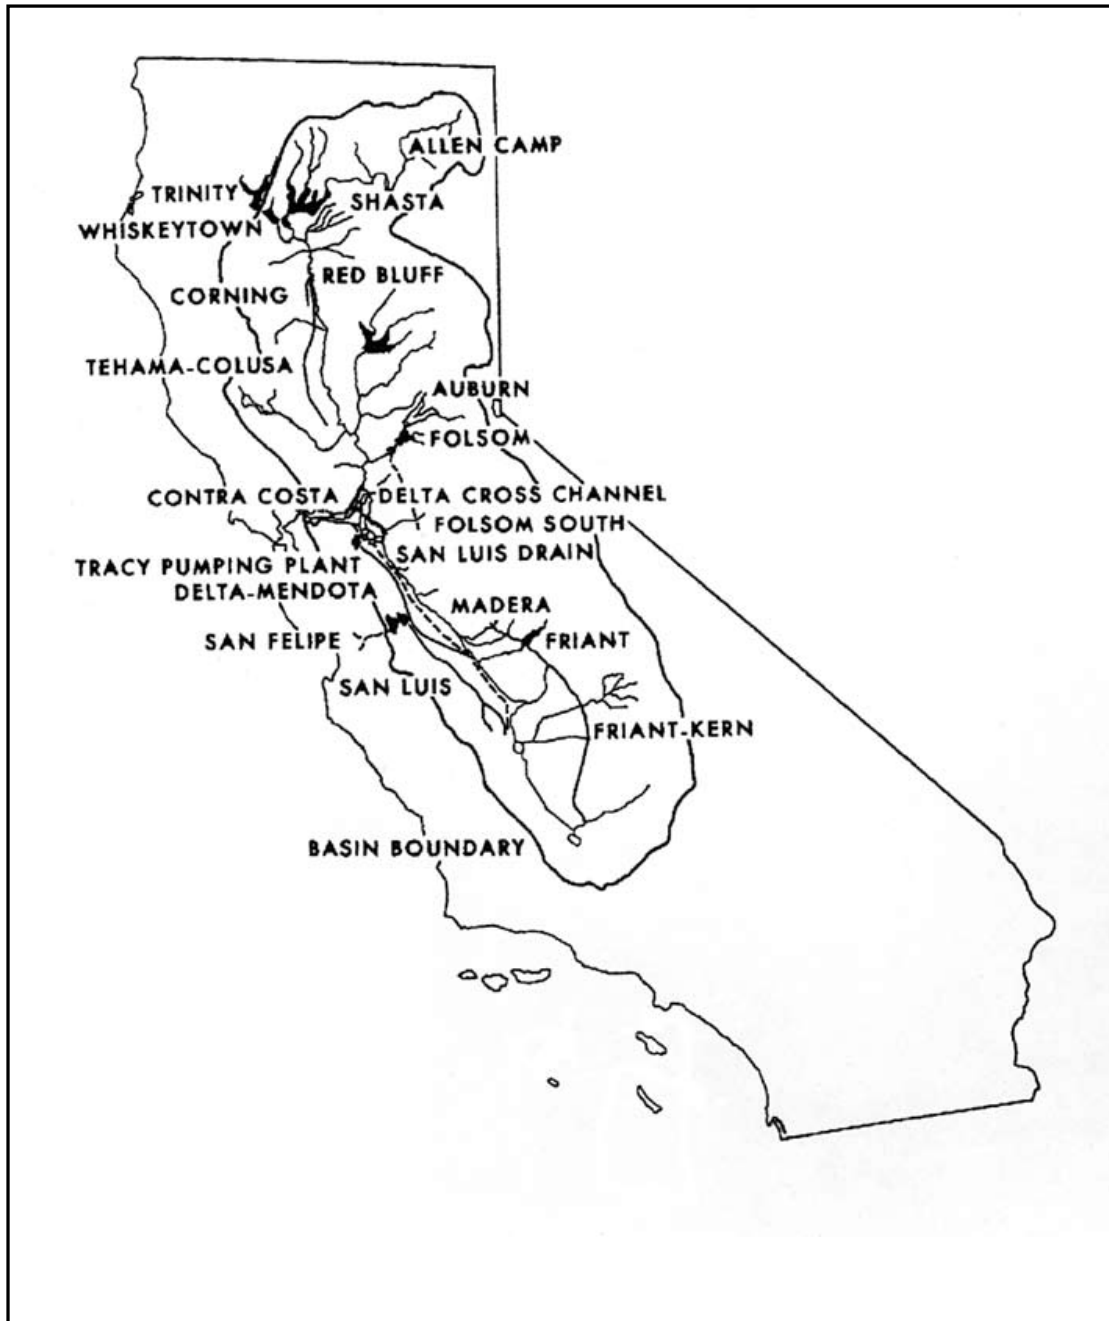 ALLEN CAMP
TRINITY
SHASTA
WHISKEYTOWN
RED BLUFF
CORNING
TEHAMA-COLUSA
AUBURN
FOLSOM
CONTRA COSTA
DELTA CROSS CHANNEL
FOLSOM SOUTH
SAN LUIS DRAIN
TRACY PUMPING PLANT
DELTA-MENDOTA
MADERA
SAN FELIPE
FRIANT
SAN LUIS
FRIANT-KERN
BASIN BOUNDARY